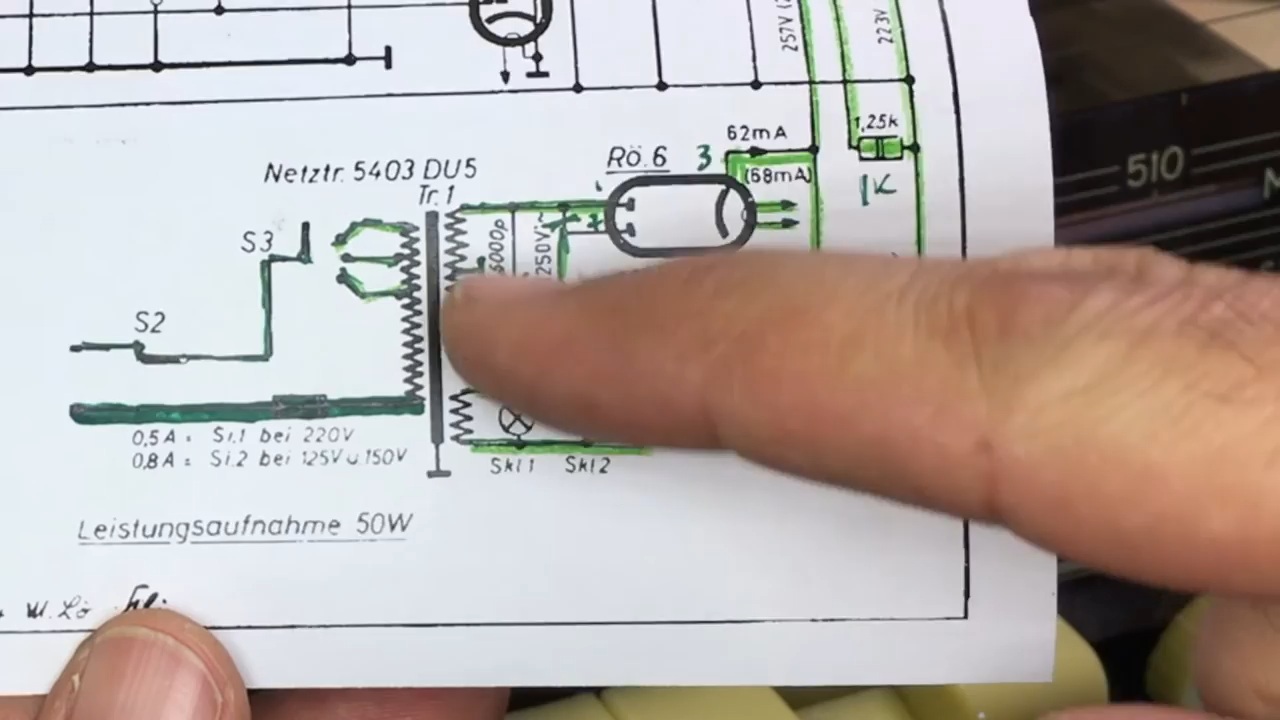 257V (2
223V
1,25k
510
62mA
Rö.6
3
(68mA)
1K
Netztr. 5403 DU5
Tr.1
S3
5000p
250V~
S2
0,5A = Si.1 bei 220V
0,8A = Si.2 bei 125V u.150V
Skl1 Skl2
Leistungsaufnahme 50W